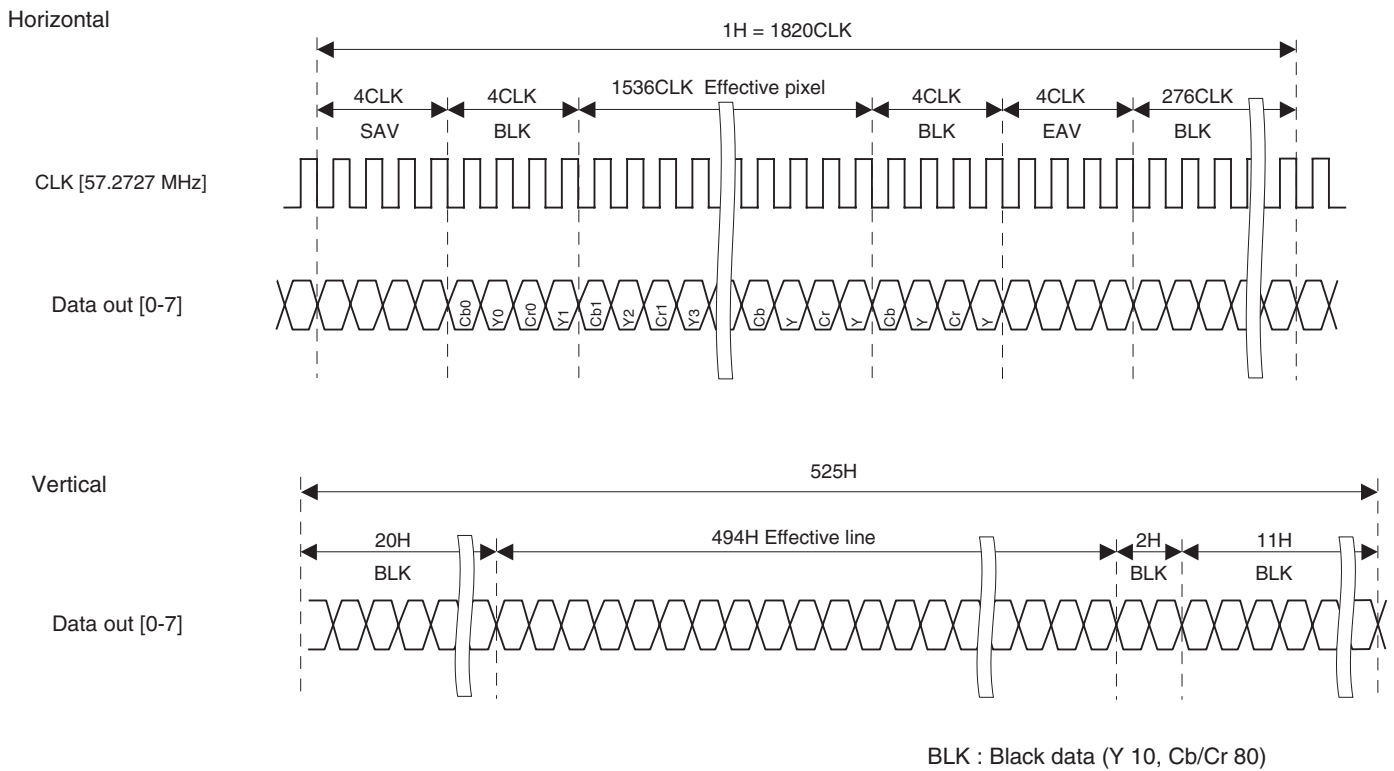 Horizontal
1H = 1820CLK
4CLK 4CLK 1536CLK Effective pixel 4CLK 4CLK 276CLK
SAV BLK BLK EAV BLK
CLK [57.2727 MHz]
Data out [0-7]
Cb0 Y0 Cr0 Y1 Cb1 Y2 Cr1 Y3 Cb Y Cr Y Cb Y Cr Y
Vertical
525H
20H 494H Effective line 2H 11H
BLK BLK BLK
Data out [0-7]
BLK : Black data (Y 10, Cb/Cr 80)